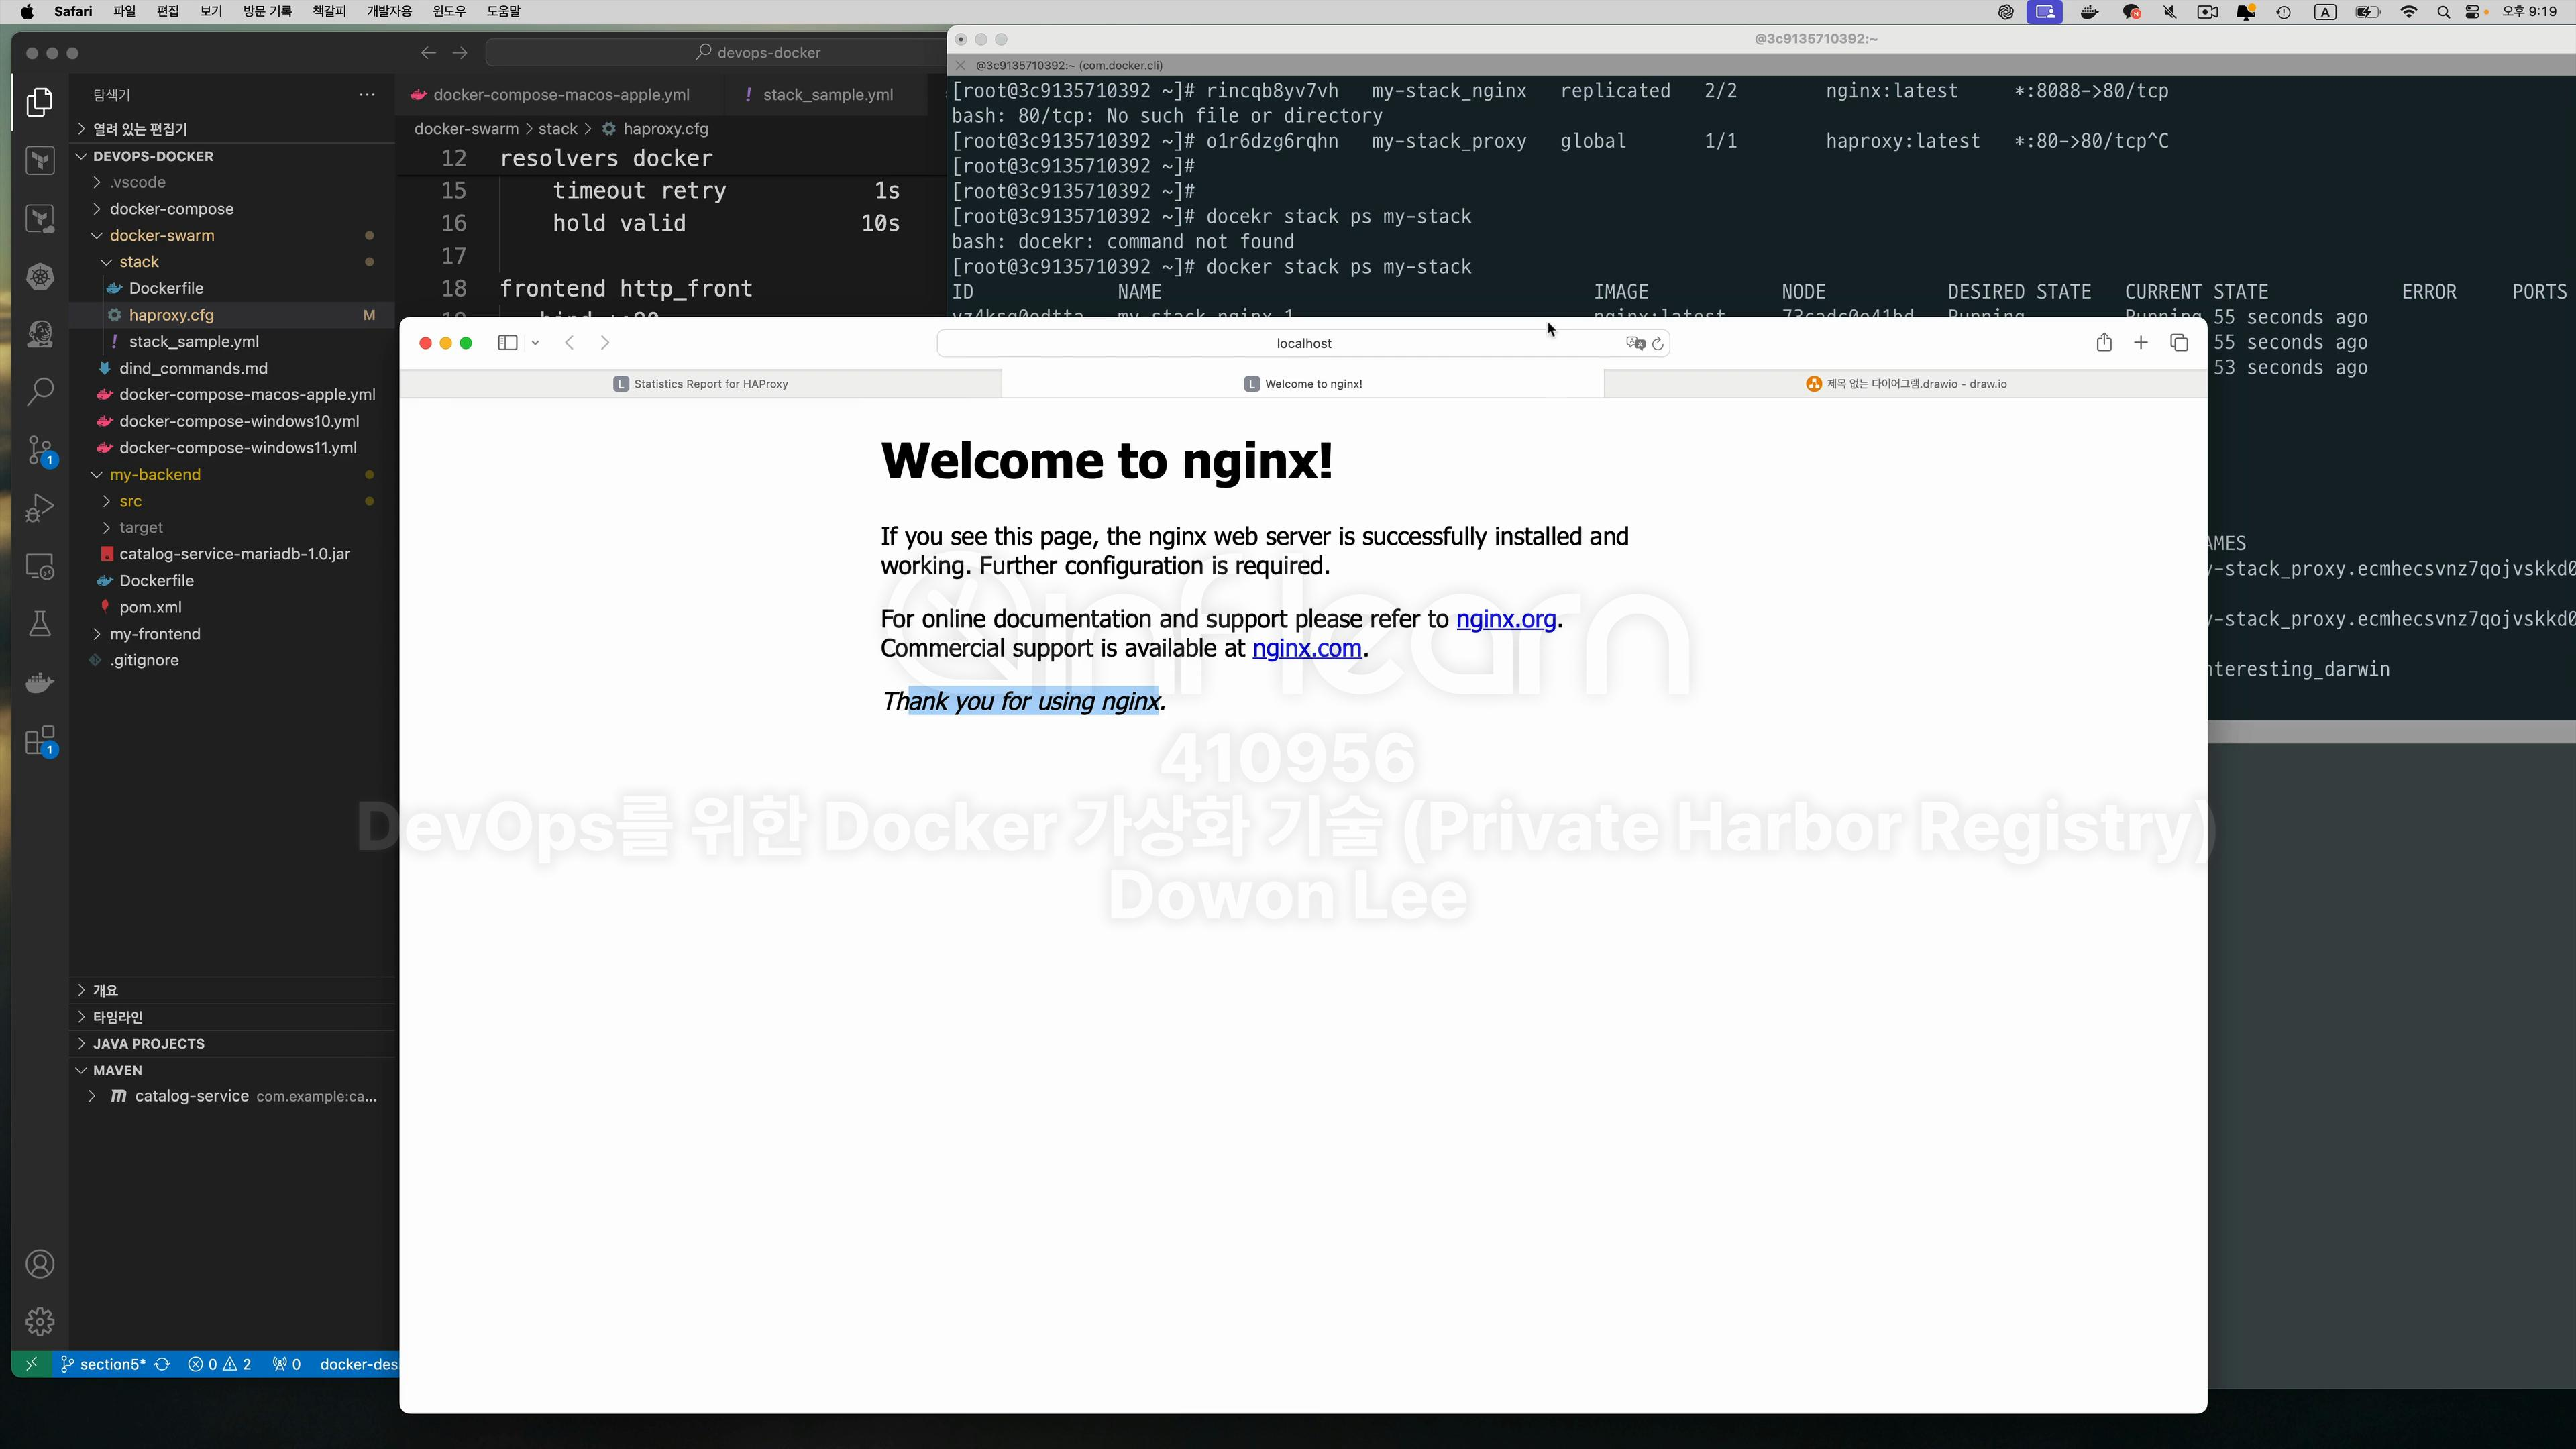 Safari 파일 편집 보기 방문 기록 책갈피 개발자용 윈도우 도움말
A 오후 9:19
devops-docker
@3c9135710392:~
@3c9135710392:~ (com.docker.cli)
탐색기
열려 있는 편집기
DEVOPS-DOCKER
.vscode
docker-compose
docker-swarm
stack
Dockerfile
haproxy.cfg M
stack_sample.yml
dind_commands.md
docker-compose-macos-apple.yml
docker-compose-windows10.yml
docker-compose-windows11.yml
my-backend
src
target
catalog-service-mariadb-1.0.jar
Dockerfile
pom.xml
my-frontend
.gitignore
개요
타임라인
JAVA PROJECTS
MAVEN
catalog-service com.example:ca...
1
1
section5* 0 2 0 docker-des
docker-compose-macos-apple.yml ! stack_sample.yml
docker-swarm > stack > haproxy.cfg
12 resolvers docker
15 timeout retry 1s
16 hold valid 10s
17
18 frontend http_front
[root@3c9135710392 ~]# rincqb8yv7vh my-stack_nginx replicated 2/2 nginx:latest *:8088->80/tcp
bash: 80/tcp: No such file or directory
[root@3c9135710392 ~]# o1r6dzg6rqhn my-stack_proxy global 1/1 haproxy:latest *:80->80/tcp^C
[root@3c9135710392 ~]#
[root@3c9135710392 ~]#
[root@3c9135710392 ~]# docekr stack ps my-stack
bash: docekr: command not found
[root@3c9135710392 ~]# docker stack ps my-stack
ID NAME IMAGE NODE DESIRED STATE CURRENT STATE ERROR PORTS
55 seconds ago
55 seconds ago
53 seconds ago
AMES
y-stack_proxy.ecmhecsvnz7qojvskkd0
y-stack_proxy.ecmhecsvnz7qojvskkd0
nteresting_darwin
localhost
L Statistics Report for HAProxy
L Welcome to nginx!
제목 없는 다이어그램.drawio - draw.io
Welcome to nginx!
If you see this page, the nginx web server is successfully installed and
working. Further configuration is required.
For online documentation and support please refer to nginx.org.
Commercial support is available at nginx.com.
Thank you for using nginx.
inflearn
410956
DevOps를 위한 Docker 가상화 기술 (Private Harbor Registry)
Dowon Lee